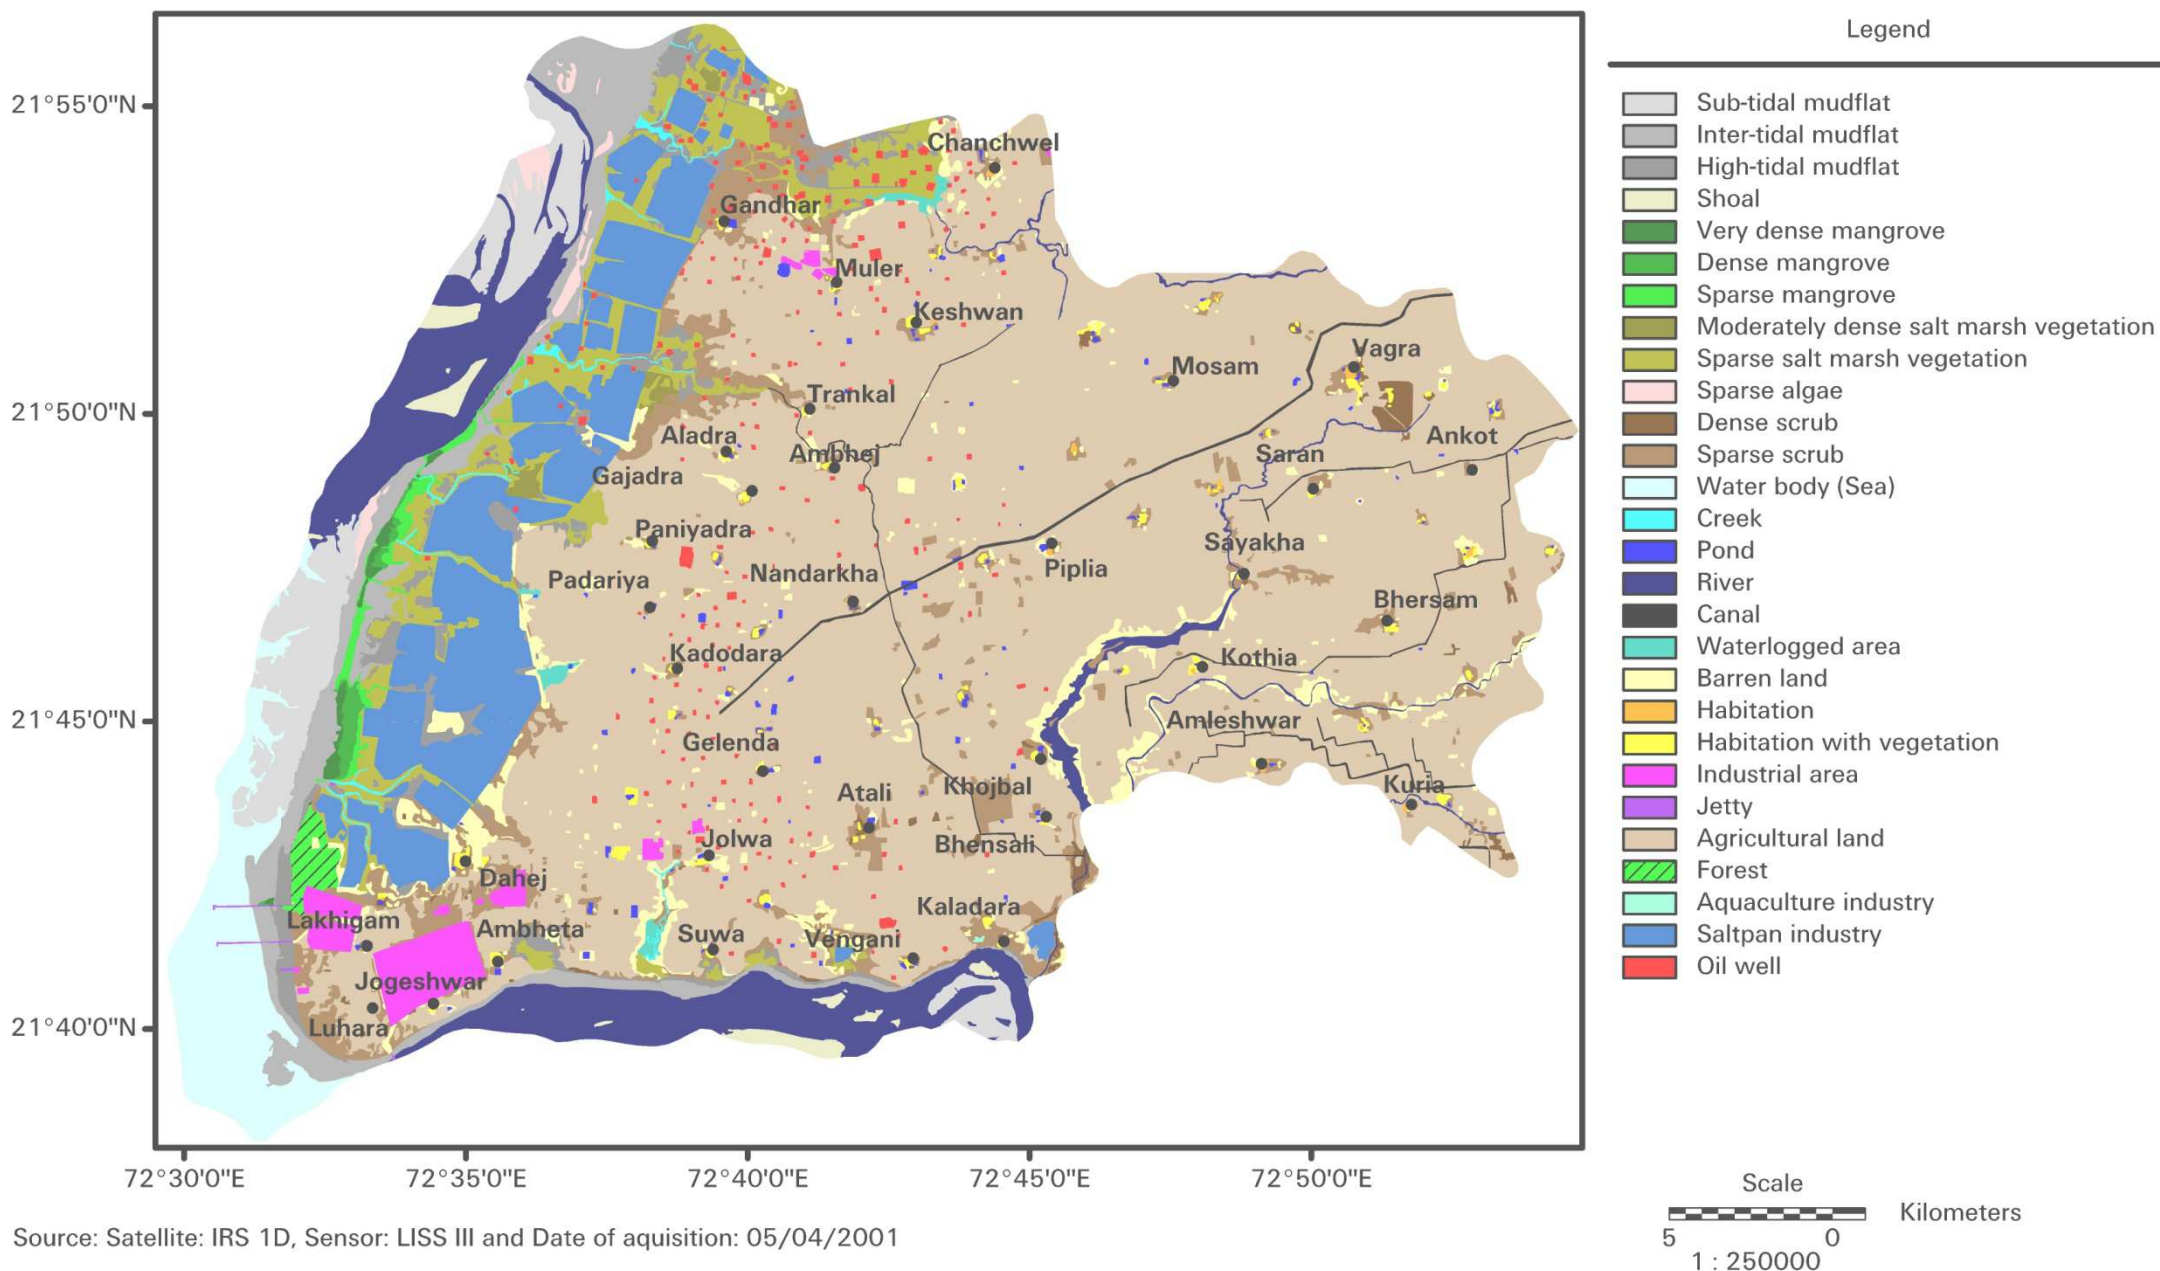 Legend
Sub-tidal mudflat
Inter-tidal mudflat
High-tidal mudflat
Shoal
Very dense mangrove
Dense mangrove
Sparse mangrove
Moderately dense salt marsh vegetation
Sparse salt marsh vegetation
Sparse algae
Dense scrub
Sparse scrub
Water body (Sea)
Creek
Pond
River
Canal
Waterlogged area
Barren land
Habitation
Habitation with vegetation
Industrial area
Jetty
Agricultural land
Forest
Aquaculture industry
Saltpan industry
Oil well
21°55'0"N
21°50'0"N
21°45'0"N
21°40'0"N
Chanchwel
Gandhar
Muler
Keshwan
Vagra
Mosam
Trankal
Aladra
Ankot
Ambhej
Saran
Gajadra
Paniyadra
Sayakha
Piplia
Nandarkha
Padariya
Bhersam
Kadodara
Kothia
Amleshwar
Gelenda
Khojbal
Kuria
Atali
Jolwa
Bhensali
Dahej
Kaladara
Lakhigam
Ambheta
Suwa
Vengani
Jogeshwar
Luhara
72°30'0"E
72°35'0"E
72°40'0"E
72°45'0"E
72°50'0"E
Scale
Kilometers
5 0
1 : 250000
Source: Satellite: IRS 1D, Sensor: LISS III and Date of aquisition: 05/04/2001